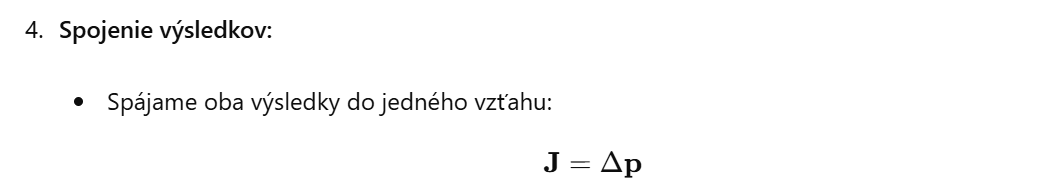 4. Spojenie výsledkov:
• Spájame oba výsledky do jedného vzťahu:
J = Δp